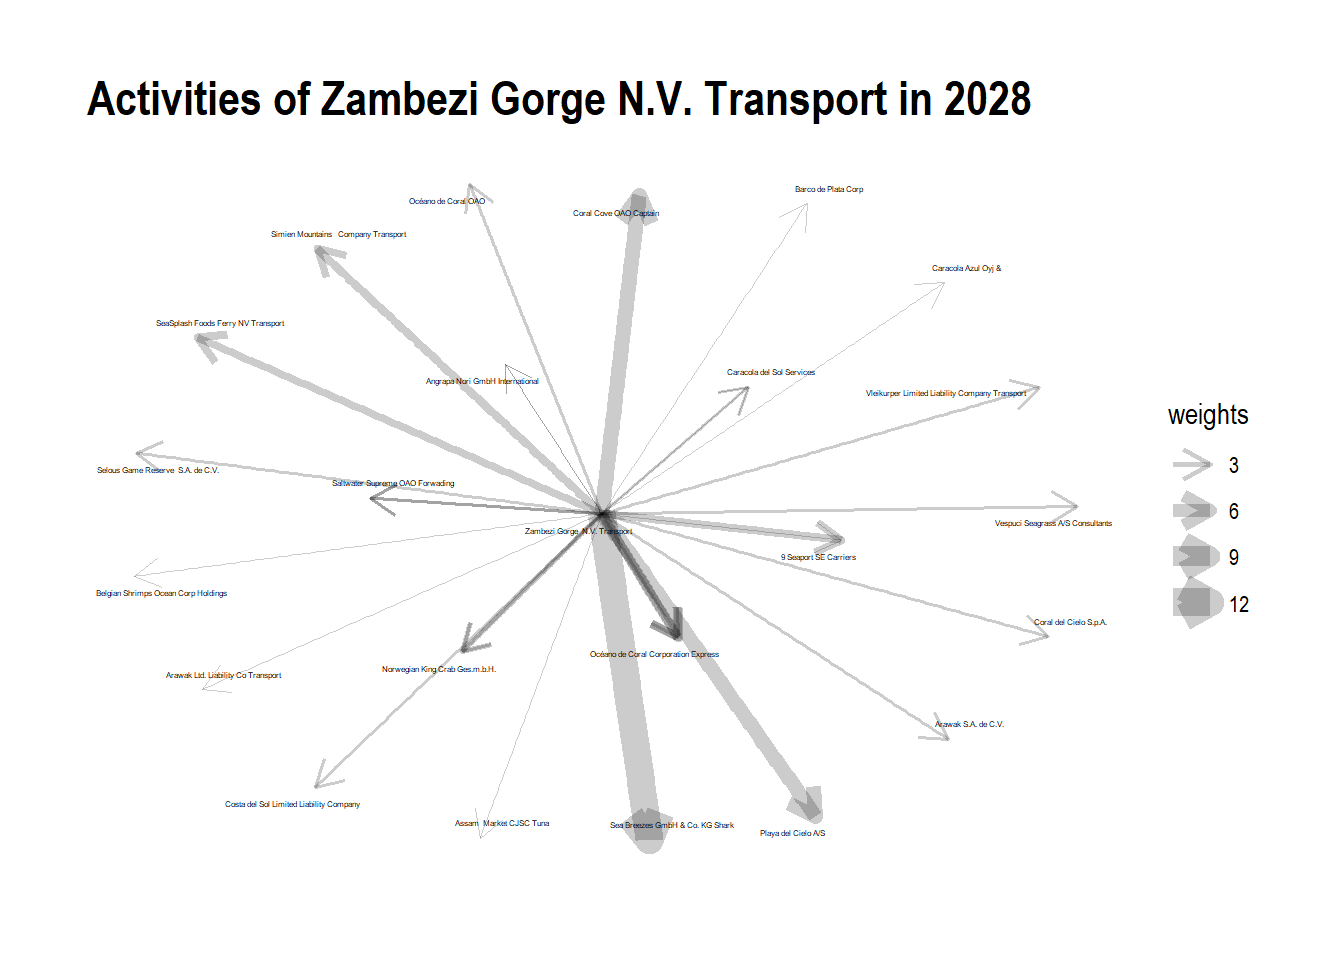 Activities of Zambezi Gorge N.V. Transport in 2028
Barco de Plata Corp
Océano de Coral OAO
Coral Cove OAO Captain
Simien Mountains   Company Transport
Caracola Azul Oyj &
SeaSplash Foods Ferry NV Transport
Caracola del Sol Services
Angrapa Nori GmbH International
Vleikurper Limited Liability Company Transport
weights
3
6
9
12
Selous Game Reserve  S.A. de C.V.
Saltwater Supreme OAO Forwading
Vespuci Seagrass A/S Consultants
Zambezi Gorge  N.V. Transport
9 Seaport SE Carriers
Belgian Shrimps Ocean Corp Holdings
Coral del Cielo S.p.A.
Océano de Coral Corporation Express
Norwegian King Crab Ges.m.b.H.
Arawak Ltd. Liability Co Transport
Arawak S.A. de C.V.
Costa del Sol Limited Liability Company
Assam  Market CJSC Tuna
Sea Breezes GmbH & Co. KG Shark
Playa del Cielo A/S